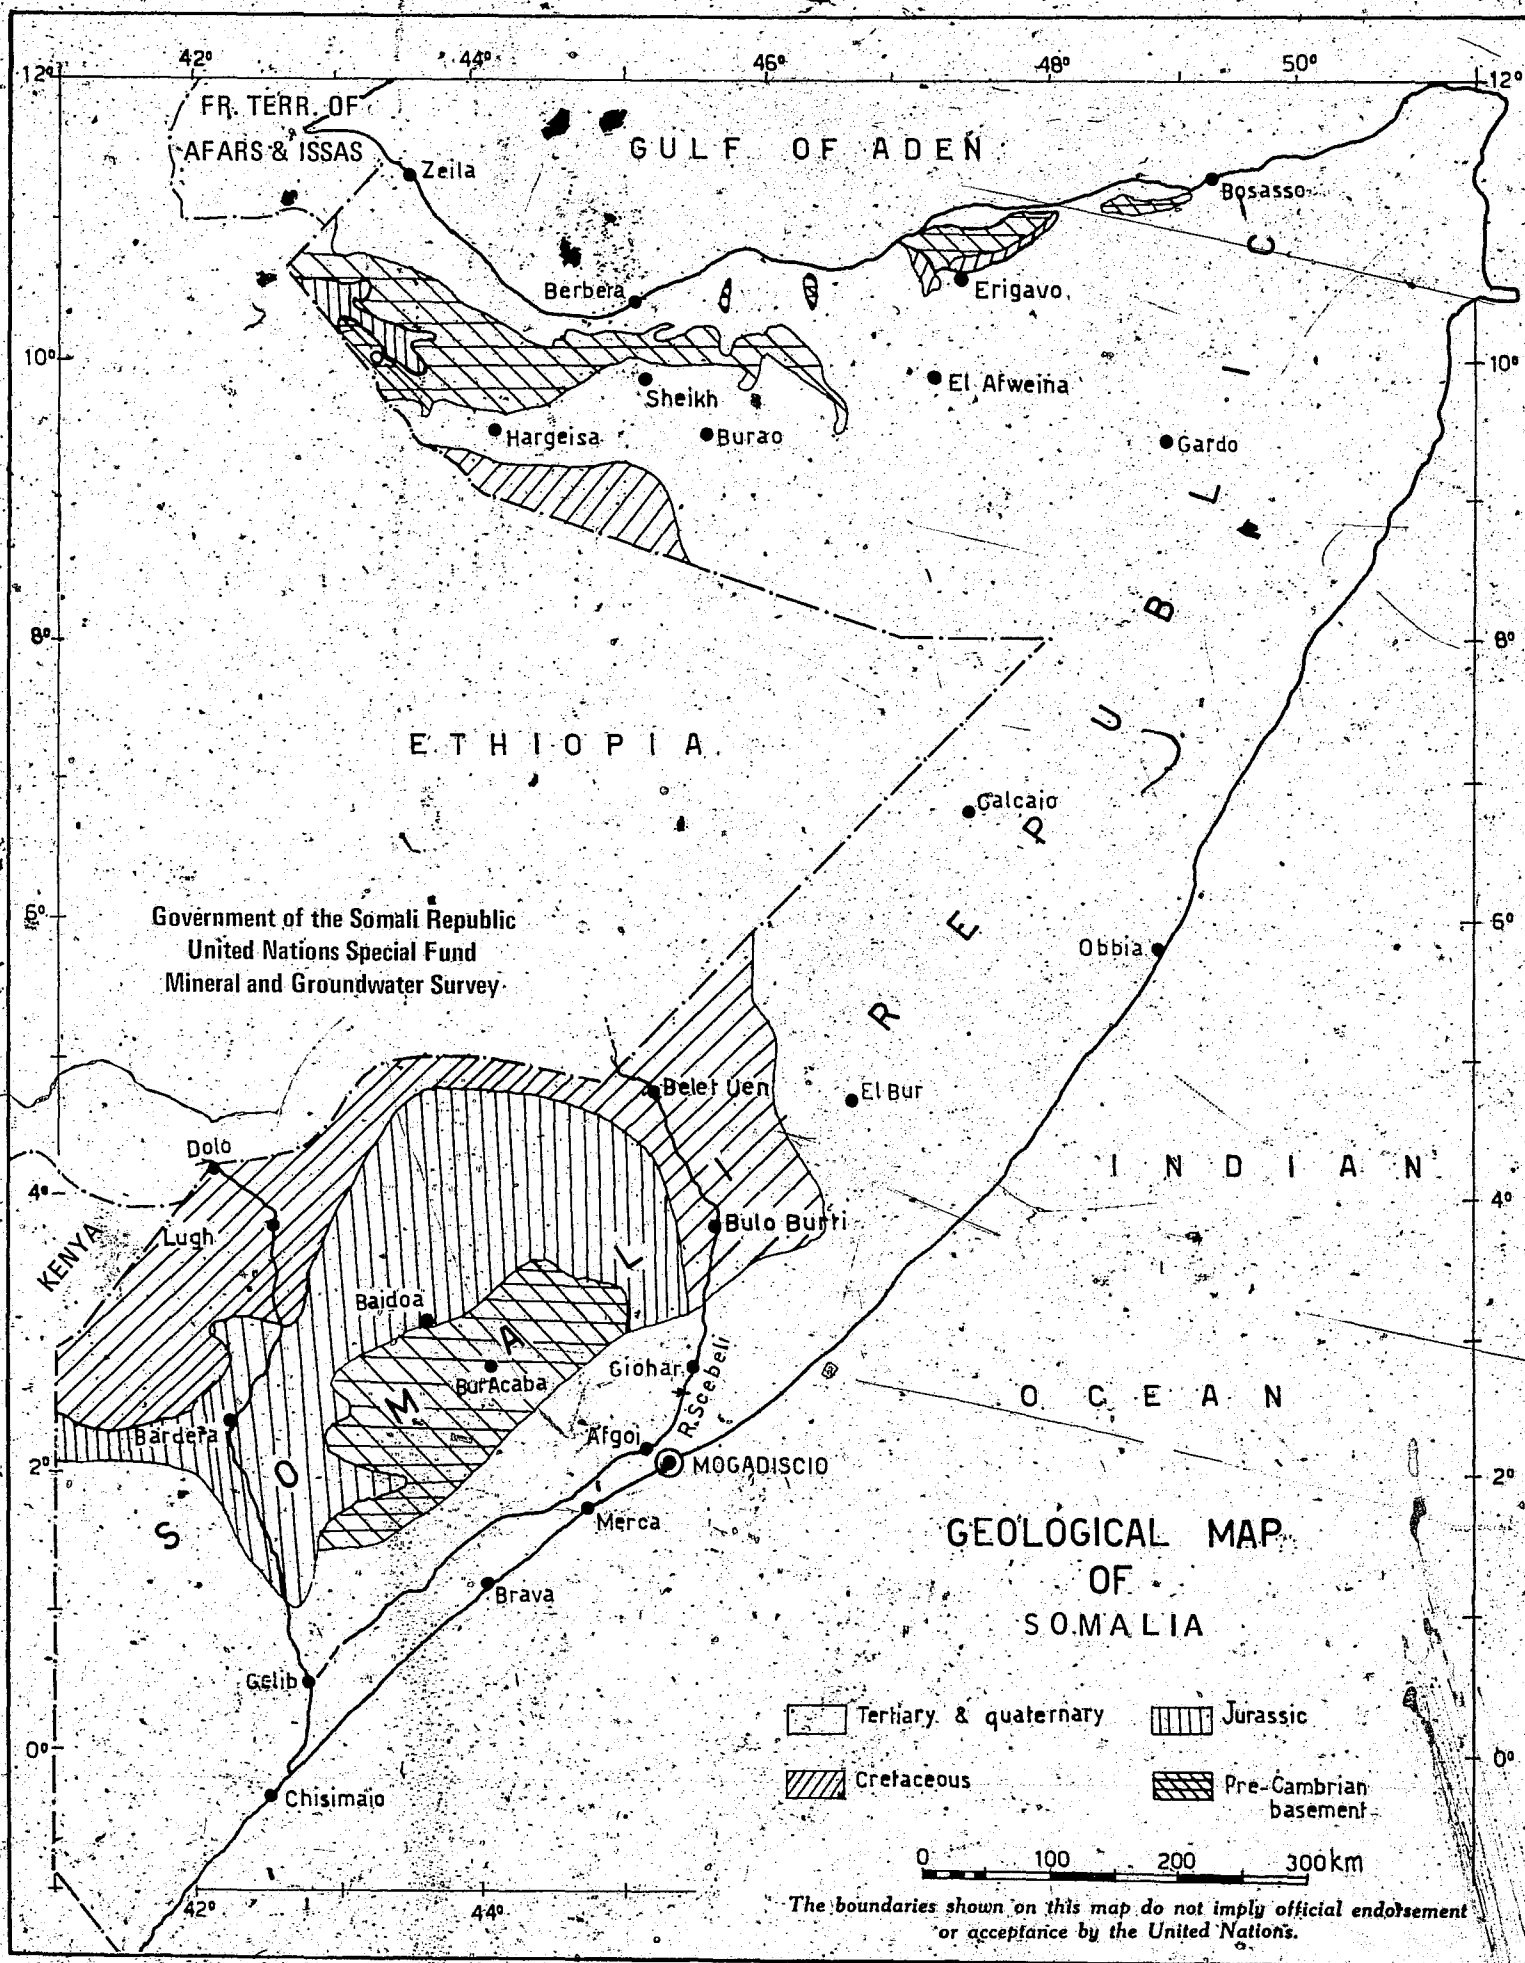 42° 44° 46° 48° 50°
12° 12°
FR. TERR. OF
AFARS & ISSAS
GULF OF ADEN
Zeila
Bosasso
Berbera
Erigavo
10° 10°
El Afweina
Sheikh
Hargeisa
Burao
Gardo
8° 8°
ETHIOPIA
Galcaio
6° 6°
Government of the Somali Republic
United Nations Special Fund
Mineral and Groundwater Survey
Obbia
Belet Uen
El Bur
Dolo
INDIAN
4° 4°
Lugh
Bulo Burti
KENYA
Baidoa
Giohar
R. Scebeli
Bur Acaba
OCEAN
Bardera
Afgoi
2° 2°
MOGADISCIO
SOMALI REPUBLIC
Merca
GEOLOGICAL MAP
OF
SOMALIA
Brava
Gelib
Tertiary & quaternary
Jurassic
0° 0°
Cretaceous
Pre-Cambrian
basement
Chisimaio
0 100 200 300km
42° 44°
The boundaries shown on this map do not imply official endorsement
or acceptance by the United Nations.